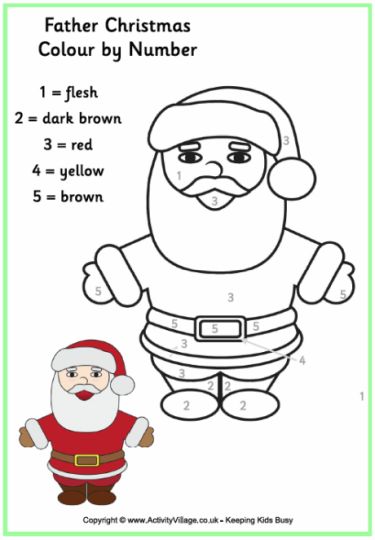 Father Christmas
Colour by Number
1 = flesh
2 = dark brown
3 = red
4 = yellow
5 = brown
3
1
3
5
5
3
5
5
5
3
4
3
2
2
1
2
2
Copyright © www.ActivityVillage.co.uk - Keeping Kids Busy